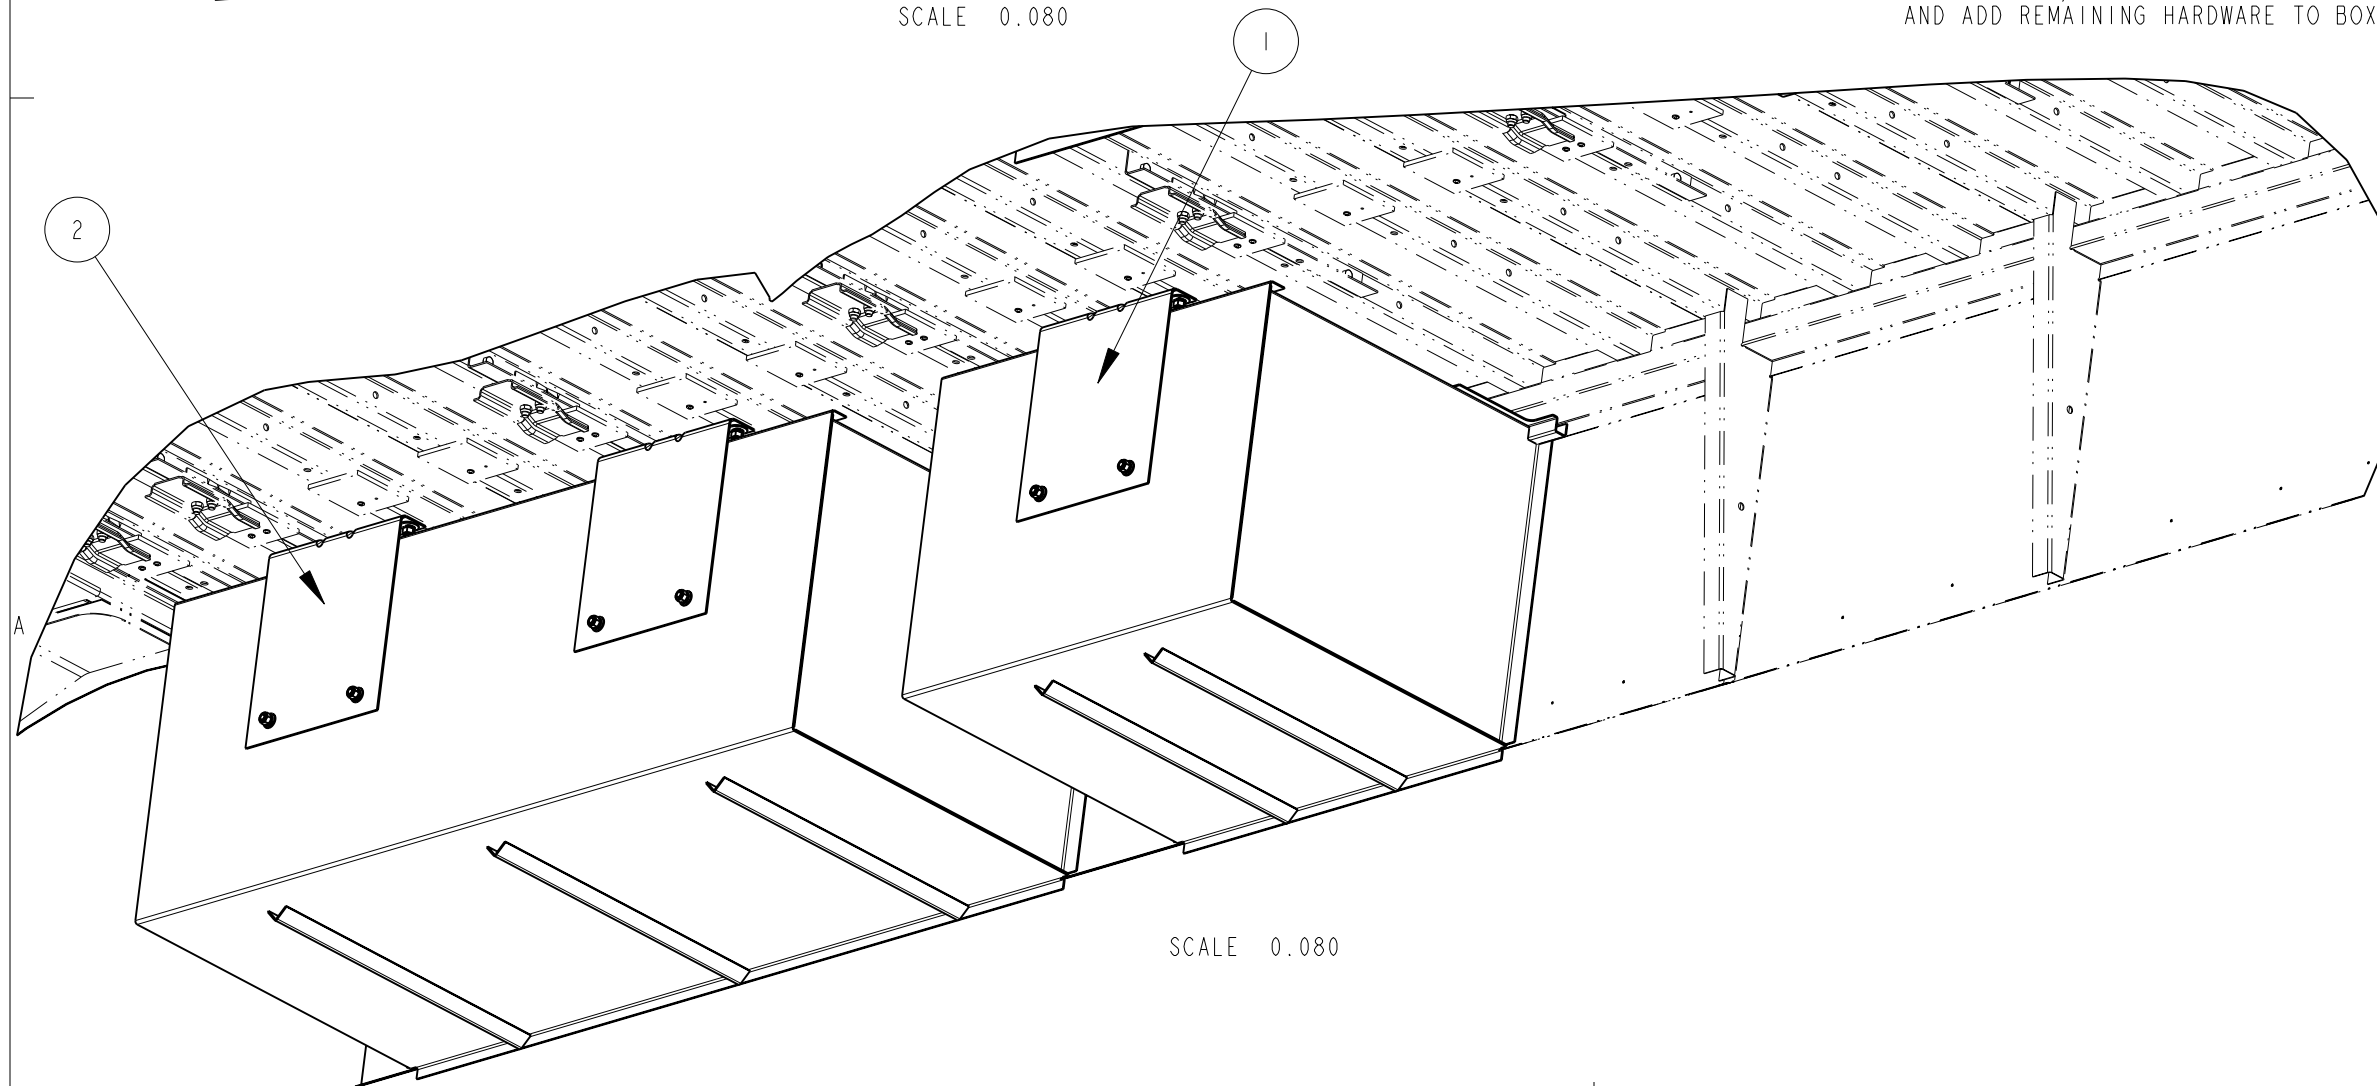 SCALE 0.080
AND ADD REMAINING HARDWARE TO BOX
1
2
A
SCALE 0.080